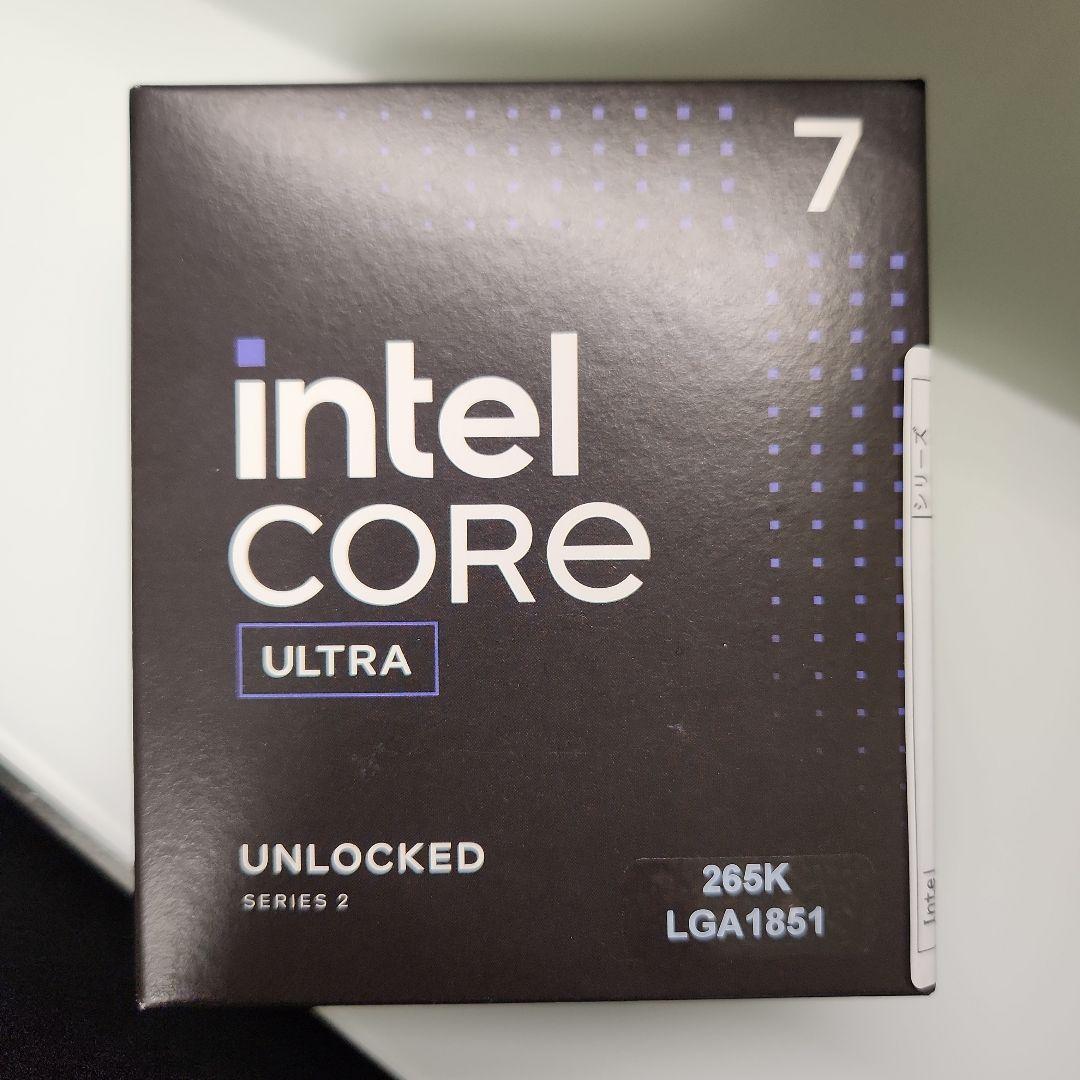 7
intel
CORe
ULTRA
UNLOCKED
SERIES 2
265K
LGA1851
シリーズ
Intel